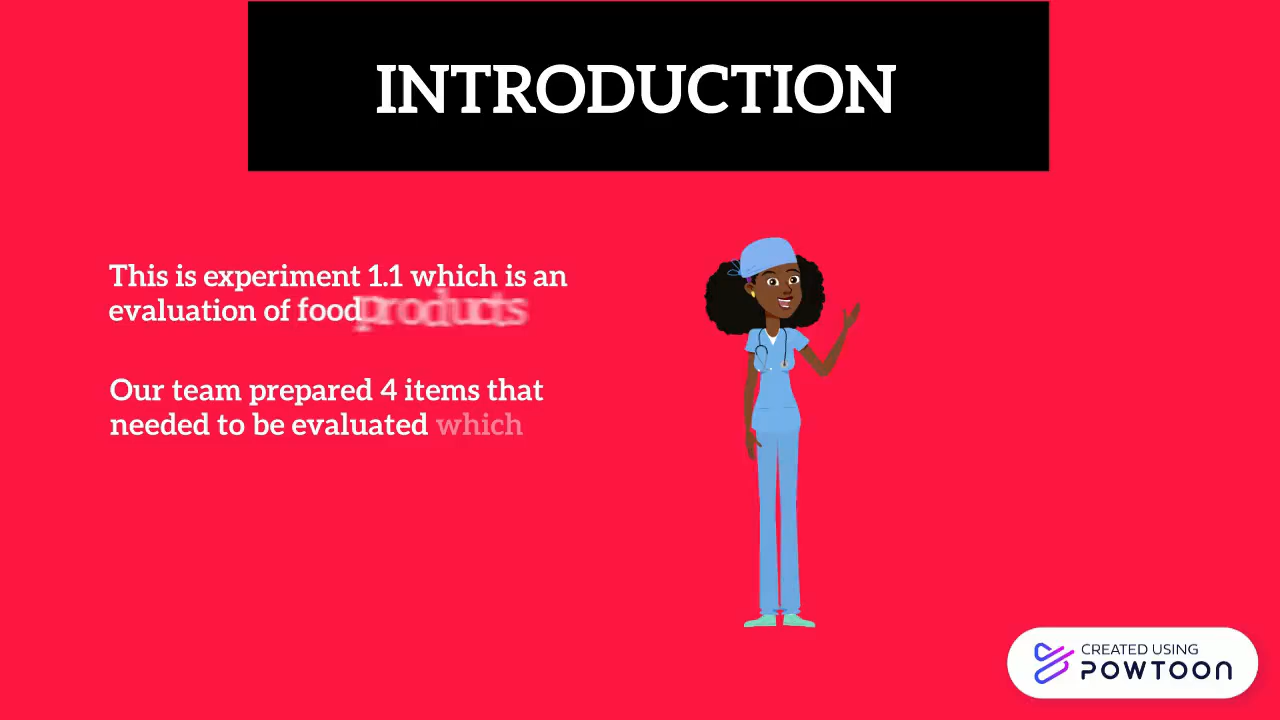 INTRODUCTION
This is experiment 1.1 which is an
evaluation of food products
Our team prepared 4 items that
needed to be evaluated which
CREATED USING
POWTOON